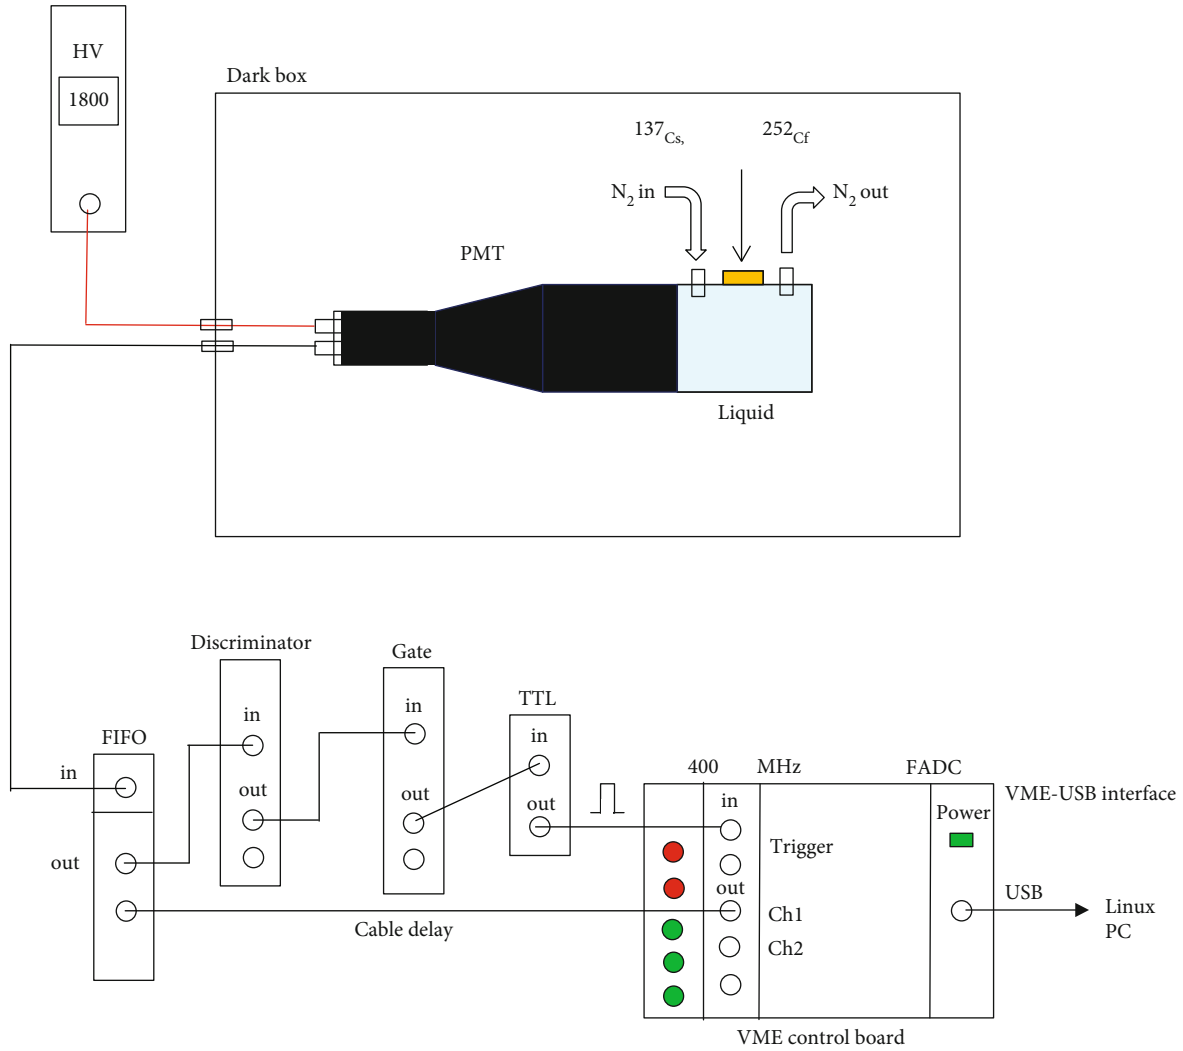 HV
1800
Dark box
137Cs,
252Cf
N2 in
N2 out
PMT
Liquid
Discriminator
Gate
TTL
FIFO
in
out
in
out
in
out
in
out
Cable delay
400 MHz FADC
in
Trigger
out
Ch1
Ch2
Power
VME-USB interface
USB
Linux
PC
VME control board